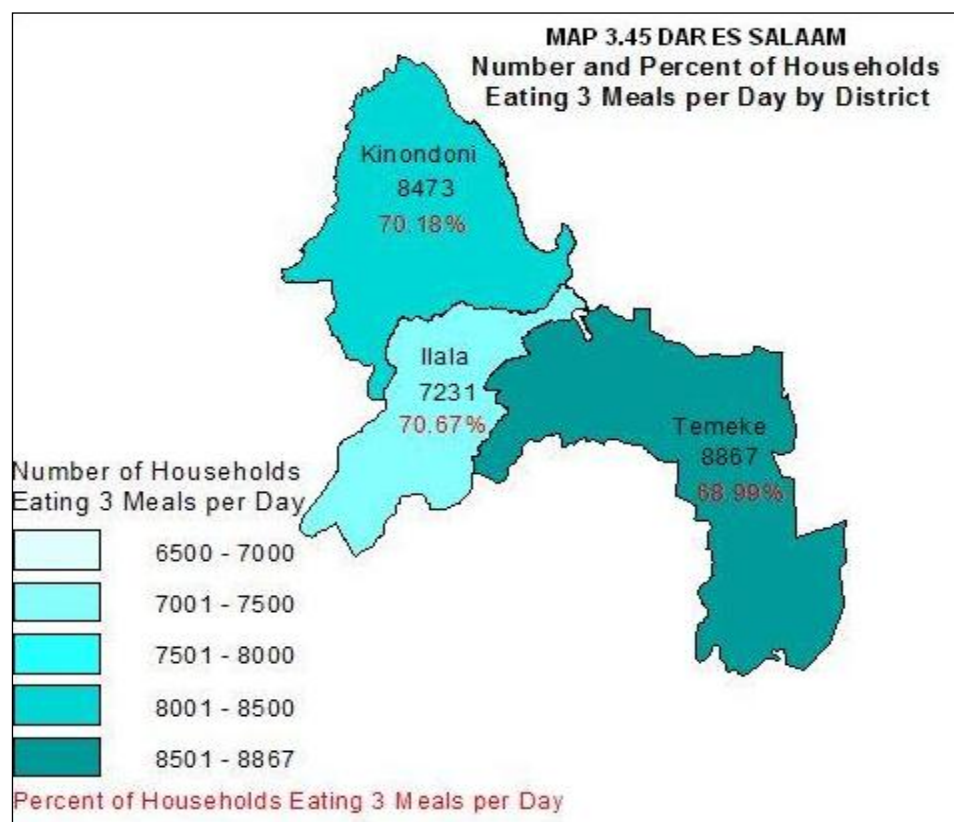 MAP 3.45 DAR ES SALAAM
Number and Percent of Households
Eating 3 Meals per Day by District
Kinondoni
8473
70.18%
Ilala
7231
70.67%
Temeke
8867
68.99%
Number of Households
Eating 3 Meals per Day
6500 - 7000
7001 - 7500
7501 - 8000
8001 - 8500
8501 - 8867
Percent of Households Eating 3 Meals per Day